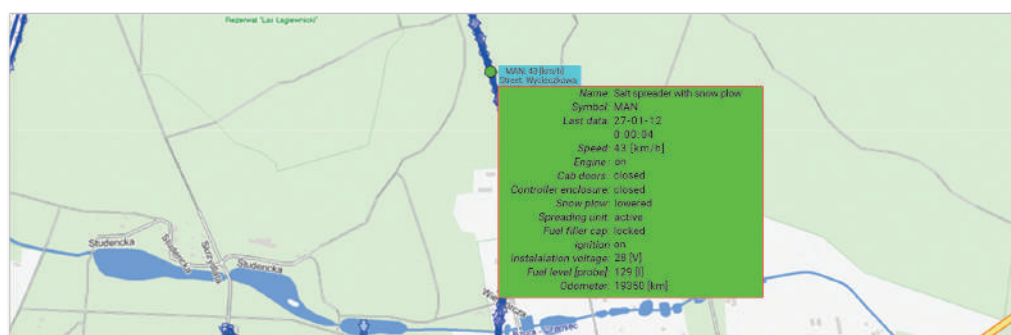 Rezerwat "Las Łagiewnicki"
MAN: 43 [km/h]
Street: Wycieczkowa
Name: Salt spreader with snow plow
Symbol: MAN
Last data: 27-01-12
0:00:04
Speed: 43 [km/h]
Engine: on
Cab doors: closed
Controller enclosure: closed
Snow plow: lowered
Spreading unit: active
Fuel filler cap: locked
Ignition on
Instalalation voltage: 28 [V]
Fuel level [probe]: 129 [l]
Odometer: 19350 [km]
Studencka
Studencka
Studencka